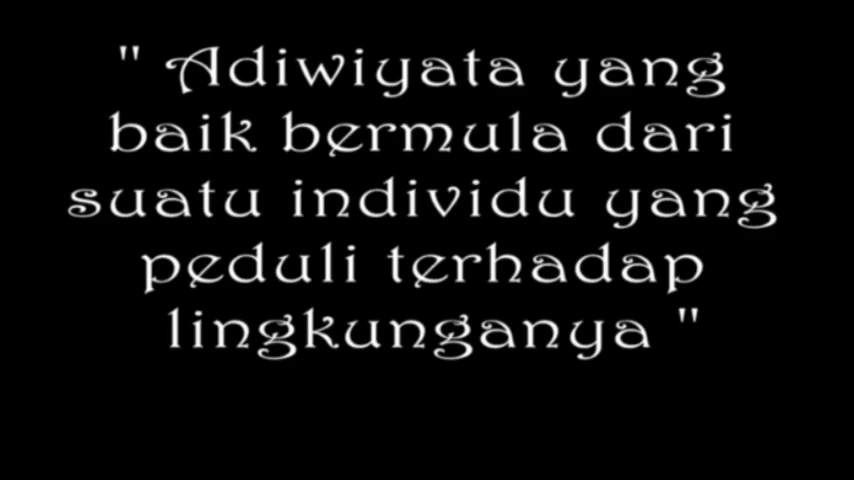 " Adiwiyata yang
baik bermula dari
suatu individu yang
peduli terhadap
lingkunganya "